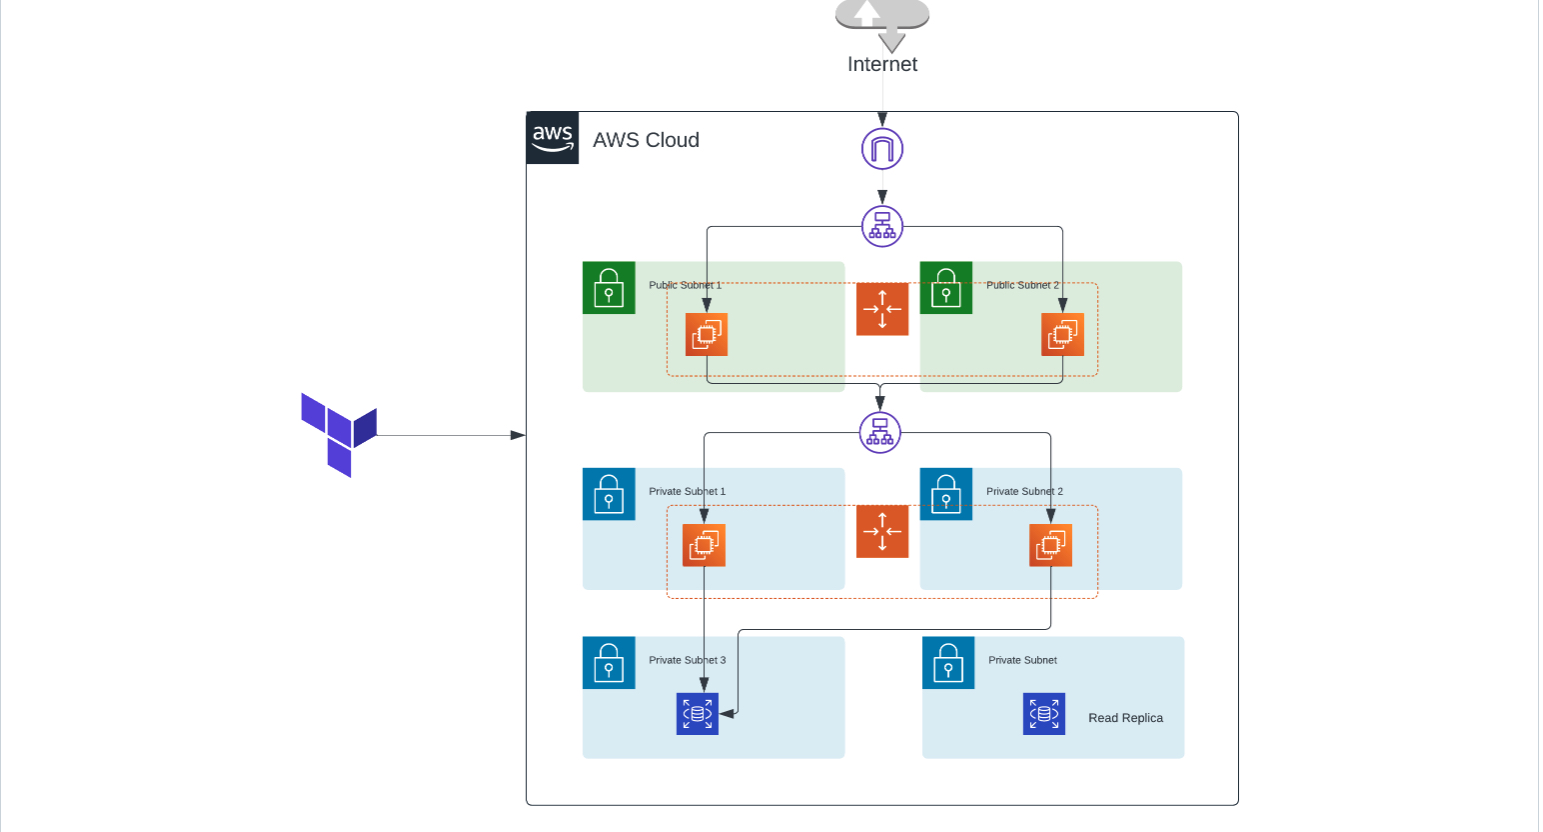 Internet
aws
AWS Cloud
Public Subnet 1
Public Subnet 2
Private Subnet 1
Private Subnet 2
Private Subnet 3
Private Subnet
Read Replica